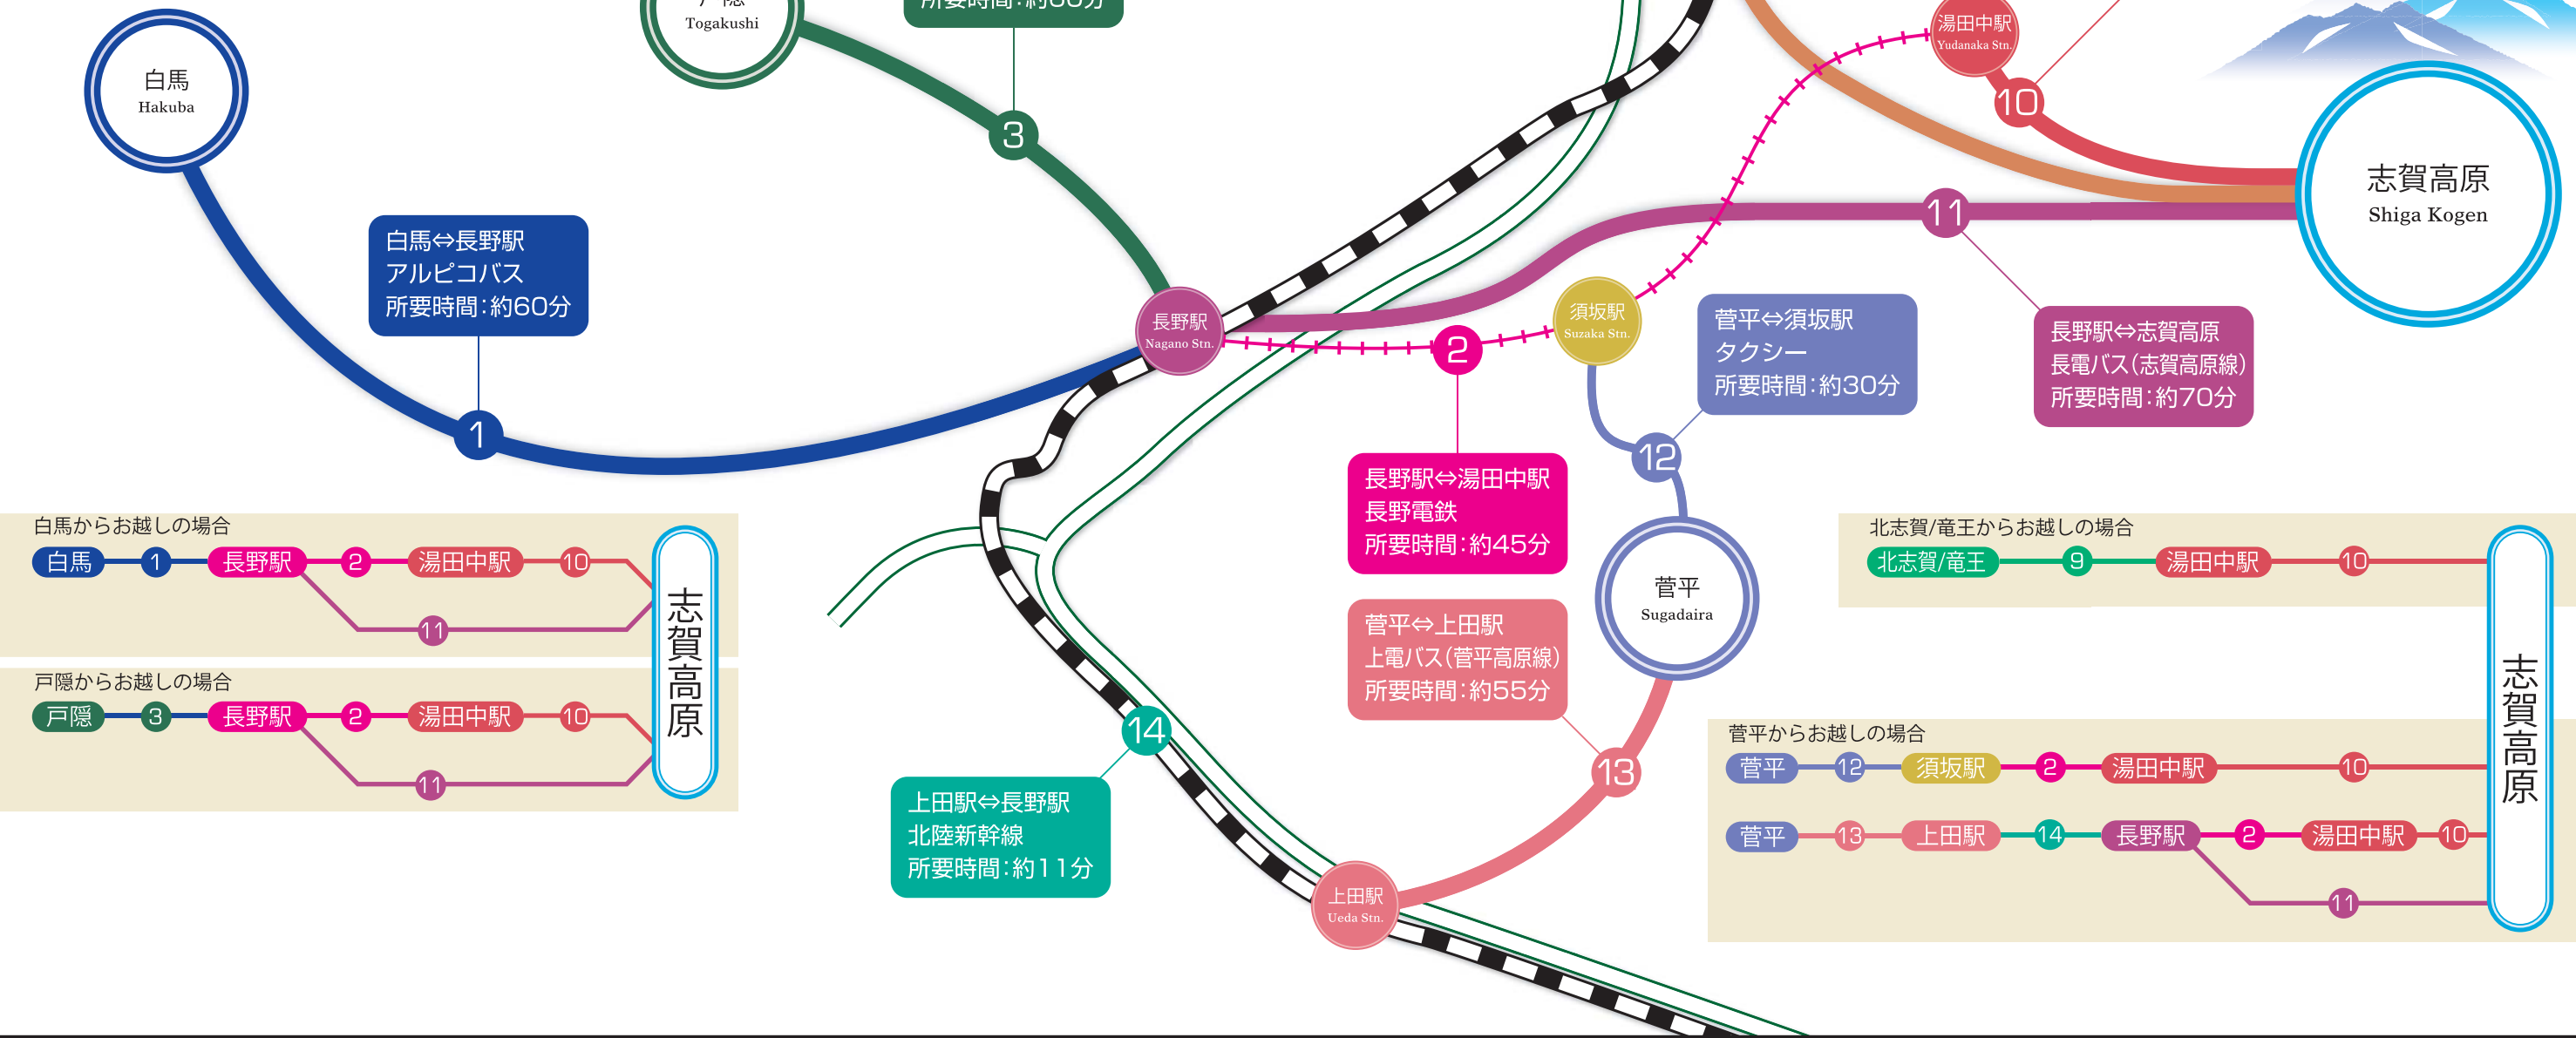 Togakushi
湯田中駅
Yudanaka Stn.
白馬
Hakuba
10
3
志賀高原
Shiga Kogen
11
白馬⇔長野駅
アルピコバス
所要時間：約60分
長野駅
Nagano Stn.
須坂駅
Suzaka Stn.
2
菅平⇔須坂駅
タクシー
所要時間：約30分
長野駅⇔志賀高原
長電バス（志賀高原線）
所要時間：約70分
1
12
長野駅⇔湯田中駅
長野電鉄
所要時間：約45分
菅平
Sugadaira
菅平⇔上田駅
上電バス（菅平高原線）
所要時間：約55分
14
13
上田駅⇔長野駅
北陸新幹線
所要時間：約11分
上田駅
Ueda Stn.
白馬からお越しの場合
白馬 1 長野駅 2 湯田中駅 10
11
戸隠からお越しの場合
戸隠 3 長野駅 2 湯田中駅 10
11
志賀高原
北志賀/竜王からお越しの場合
北志賀/竜王 9 湯田中駅 10
菅平からお越しの場合
菅平 12 須坂駅 2 湯田中駅 10
菅平 13 上田駅 14 長野駅 2 湯田中駅 10
11
志賀高原